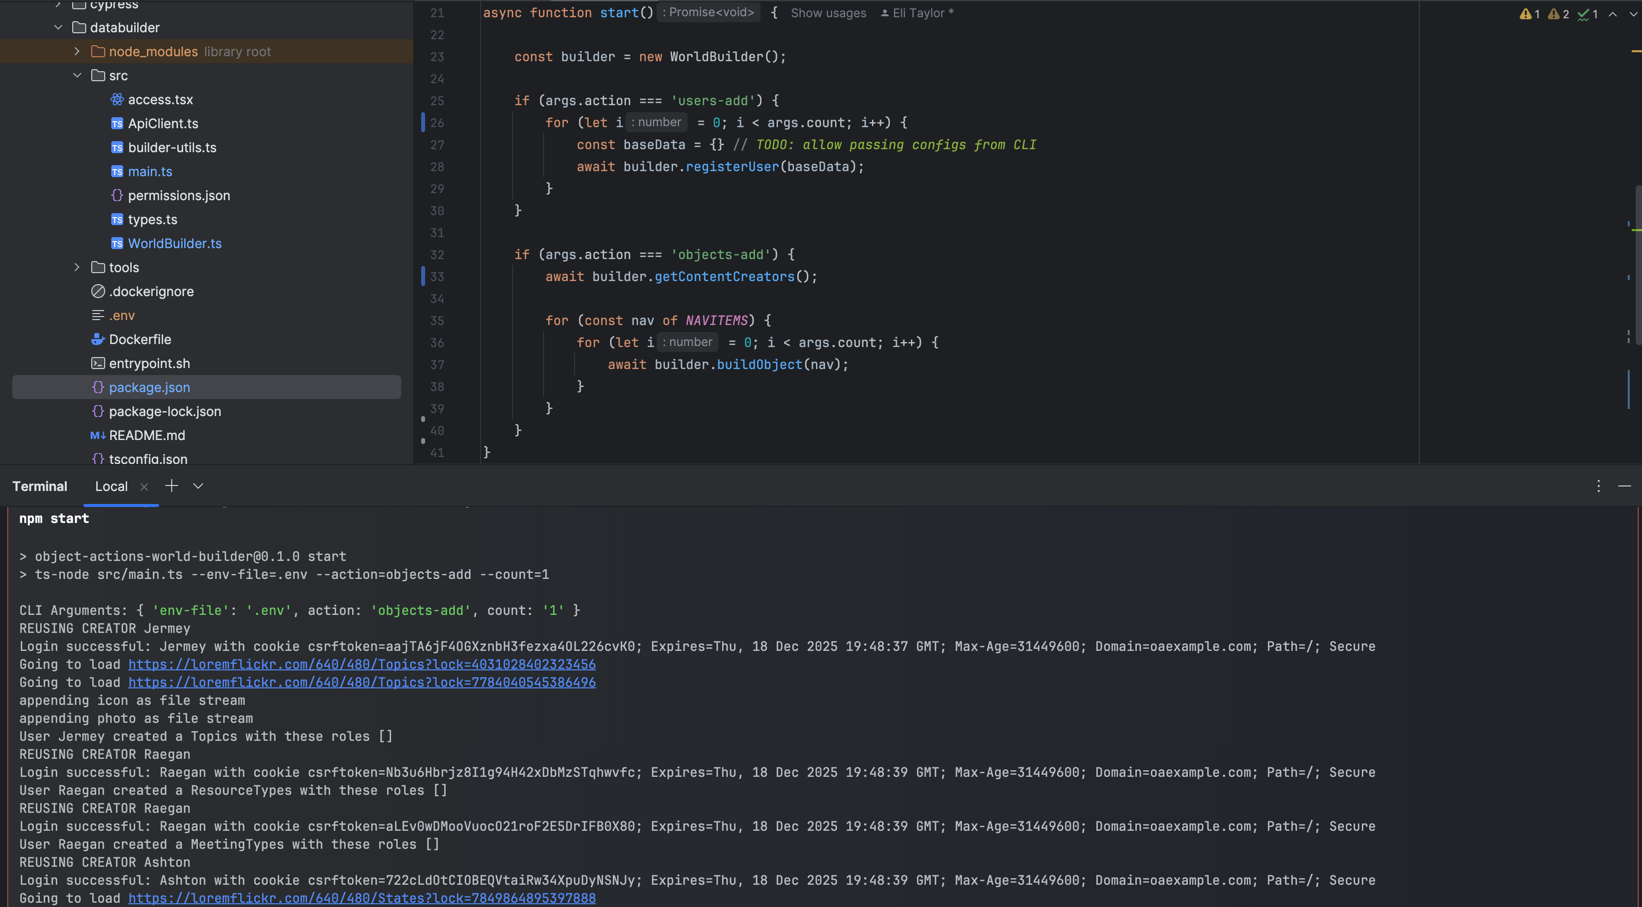 cypress
databuilder
node_modules library root
src
access.tsx
TS ApiClient.ts
TS builder-utils.ts
TS main.ts
{} permissions.json
TS types.ts
TS WorldBuilder.ts
tools
.dockerignore
.env
Dockerfile
entrypoint.sh
{} package.json
{} package-lock.json
M↓ README.md
{} tsconfig.json
21 async function start() : Promise<void> { Show usages Eli Taylor *
22
23 const builder = new WorldBuilder();
24
25 if (args.action === 'users-add') {
26 for (let i : number = 0; i < args.count; i++) {
27 const baseData = {} // TODO: allow passing configs from CLI
28 await builder.registerUser(baseData);
29 }
30 }
31
32 if (args.action === 'objects-add') {
33 await builder.getContentCreators();
34
35 for (const nav of NAVITEMS) {
36 for (let i : number = 0; i < args.count; i++) {
37 await builder.buildObject(nav);
38 }
39 }
40 }
41 }
1 2 1
Terminal Local
npm start
> object-actions-world-builder@0.1.0 start
> ts-node src/main.ts --env-file=.env --action=objects-add --count=1
CLI Arguments: { 'env-file': '.env', action: 'objects-add', count: '1' }
REUSING CREATOR Jermey
Login successful: Jermey with cookie csrftoken=aajTA6jF4OGXznbH3fezxa4OL226cvK0; Expires=Thu, 18 Dec 2025 19:48:37 GMT; Max-Age=31449600; Domain=oaexample.com; Path=/; Secure
Going to load https://loremflickr.com/640/480/Topics?lock=4031028402323456
Going to load https://loremflickr.com/640/480/Topics?lock=7784040545386496
appending icon as file stream
appending photo as file stream
User Jermey created a Topics with these roles []
REUSING CREATOR Raegan
Login successful: Raegan with cookie csrftoken=Nb3u6Hbrjz8I1g94H42xDbMzSTqhwvfc; Expires=Thu, 18 Dec 2025 19:48:39 GMT; Max-Age=31449600; Domain=oaexample.com; Path=/; Secure
User Raegan created a ResourceTypes with these roles []
REUSING CREATOR Raegan
Login successful: Raegan with cookie csrftoken=aLEv0wDMooVuocO21roF2E5DrIFB0X80; Expires=Thu, 18 Dec 2025 19:48:39 GMT; Max-Age=31449600; Domain=oaexample.com; Path=/; Secure
User Raegan created a MeetingTypes with these roles []
REUSING CREATOR Ashton
Login successful: Ashton with cookie csrftoken=722cLdOtCIOBEQVtaiRw34XpuDyNSNJy; Expires=Thu, 18 Dec 2025 19:48:39 GMT; Max-Age=31449600; Domain=oaexample.com; Path=/; Secure
Going to load https://loremflickr.com/640/480/States?lock=7849864895397888